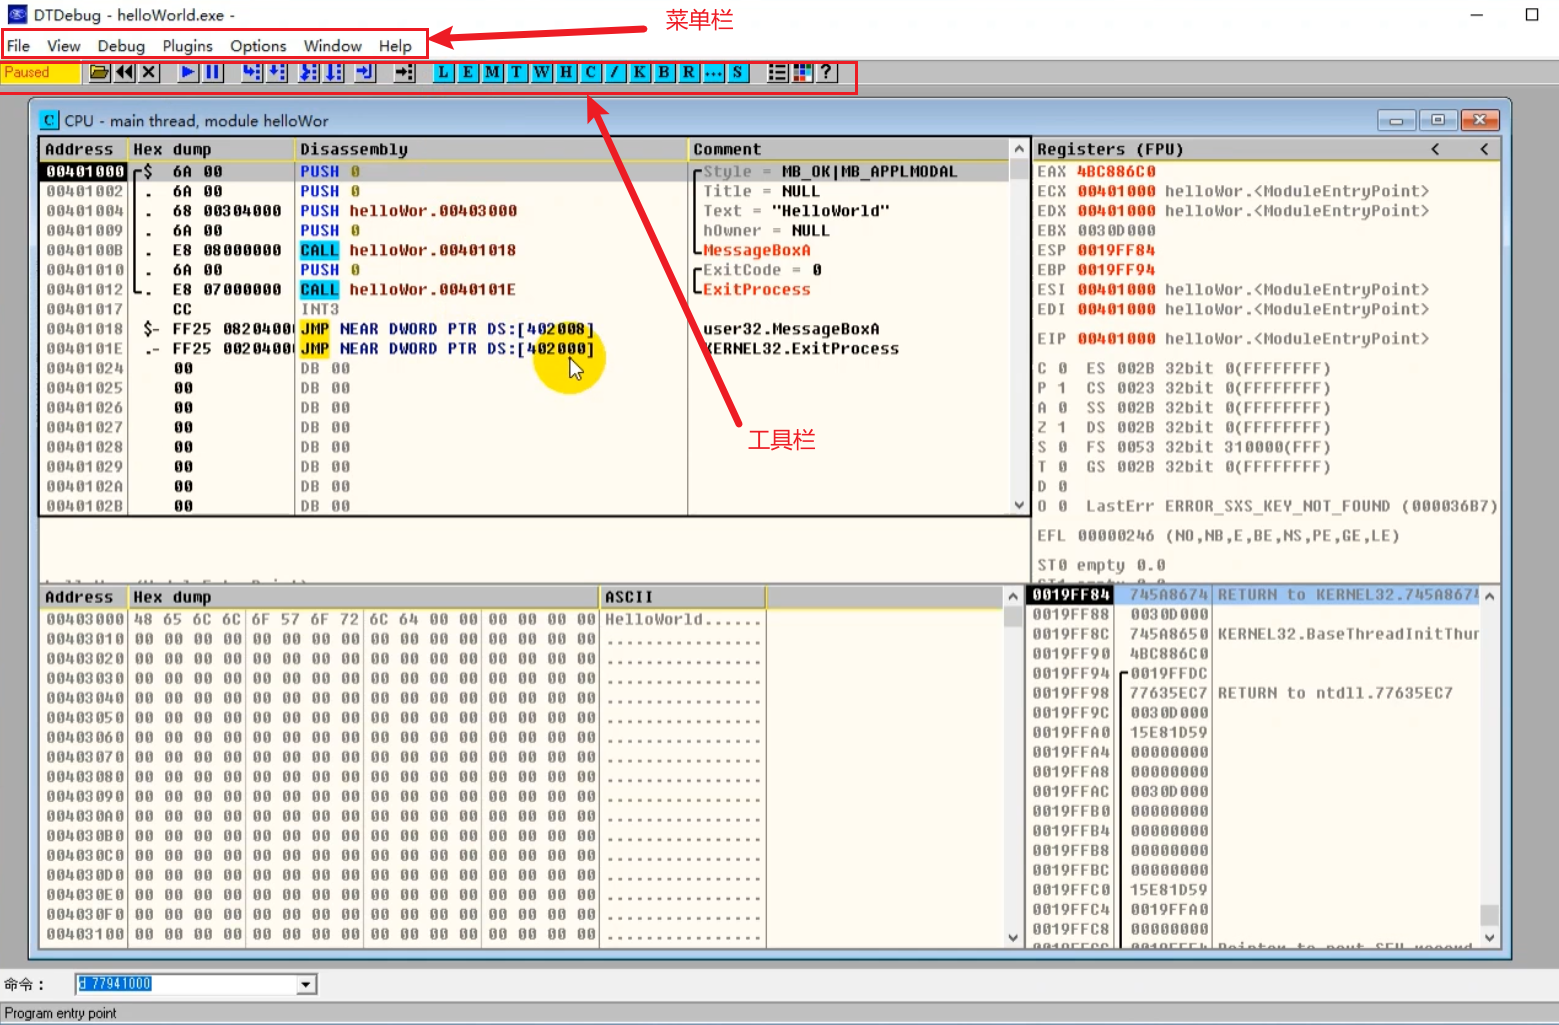 DTDebug - helloWorld.exe -
菜单栏
File View Debug Plugins Options Window Help
Paused L E M T W H C / K B R ... S ?
C CPU - main thread, module helloWor
Address Hex dump Disassembly Comment
00401000 $ 6A 00 PUSH 0 Style = MB_OK|MB_APPLMODAL
00401002 . 6A 00 PUSH 0 Title = NULL
00401004 . 68 00304000 PUSH helloWor.00403000 Text = "HelloWorld"
00401009 . 6A 00 PUSH 0 hOwner = NULL
0040100B . E8 08000000 CALL helloWor.00401018 MessageBoxA
00401010 . 6A 00 PUSH 0 ExitCode = 0
00401012 . E8 07000000 CALL helloWor.0040101E ExitProcess
00401017 CC INT3
00401018 $- FF25 08204000 JMP NEAR DWORD PTR DS:[402008] user32.MessageBoxA
0040101E .- FF25 00204000 JMP NEAR DWORD PTR DS:[402000] KERNEL32.ExitProcess
00401024 00 DB 00
00401025 00 DB 00
00401026 00 DB 00
00401027 00 DB 00
00401028 00 DB 00
00401029 00 DB 00
0040102A 00 DB 00
0040102B 00 DB 00
工具栏
Registers (FPU) < <
EAX 4BC886C0
ECX 00401000 helloWor.<ModuleEntryPoint>
EDX 00401000 helloWor.<ModuleEntryPoint>
EBX 0030D000
ESP 0019FF84
EBP 0019FF94
ESI 00401000 helloWor.<ModuleEntryPoint>
EDI 00401000 helloWor.<ModuleEntryPoint>
EIP 00401000 helloWor.<ModuleEntryPoint>
C 0 ES 002B 32bit 0(FFFFFFFF)
P 1 CS 0023 32bit 0(FFFFFFFF)
A 0 SS 002B 32bit 0(FFFFFFFF)
Z 1 DS 002B 32bit 0(FFFFFFFF)
S 0 FS 0053 32bit 310000(FFF)
T 0 GS 002B 32bit 0(FFFFFFFF)
D 0
O 0 LastErr ERROR_SXS_KEY_NOT_FOUND (000036B7)
EFL 00000246 (NO,NB,E,BE,NS,PE,GE,LE)
ST0 empty 0.0
Address Hex dump ASCII
00403000 48 65 6C 6C 6F 57 6F 72 6C 64 00 00 00 00 00 00 HelloWorld......
00403010 00 00 00 00 00 00 00 00 00 00 00 00 00 00 00 00 ................
00403020 00 00 00 00 00 00 00 00 00 00 00 00 00 00 00 00 ................
00403030 00 00 00 00 00 00 00 00 00 00 00 00 00 00 00 00 ................
00403040 00 00 00 00 00 00 00 00 00 00 00 00 00 00 00 00 ................
00403050 00 00 00 00 00 00 00 00 00 00 00 00 00 00 00 00 ................
00403060 00 00 00 00 00 00 00 00 00 00 00 00 00 00 00 00 ................
00403070 00 00 00 00 00 00 00 00 00 00 00 00 00 00 00 00 ................
00403080 00 00 00 00 00 00 00 00 00 00 00 00 00 00 00 00 ................
00403090 00 00 00 00 00 00 00 00 00 00 00 00 00 00 00 00 ................
004030A0 00 00 00 00 00 00 00 00 00 00 00 00 00 00 00 00 ................
004030B0 00 00 00 00 00 00 00 00 00 00 00 00 00 00 00 00 ................
004030C0 00 00 00 00 00 00 00 00 00 00 00 00 00 00 00 00 ................
004030D0 00 00 00 00 00 00 00 00 00 00 00 00 00 00 00 00 ................
004030E0 00 00 00 00 00 00 00 00 00 00 00 00 00 00 00 00 ................
004030F0 00 00 00 00 00 00 00 00 00 00 00 00 00 00 00 00 ................
00403100 00 00 00 00 00 00 00 00 00 00 00 00 00 00 00 00 ................
0019FF84 745A8674 RETURN to KERNEL32.745A8674
0019FF88 0030D000
0019FF8C 745A8650 KERNEL32.BaseThreadInitThun
0019FF90 4BC886C0
0019FF94 0019FFDC
0019FF98 77635EC7 RETURN to ntdll.77635EC7
0019FF9C 0030D000
0019FFA0 15E81D59
0019FFA4 00000000
0019FFA8 00000000
0019FFAC 0030D000
0019FFB0 00000000
0019FFB4 00000000
0019FFB8 00000000
0019FFBC 00000000
0019FFC0 15E81D59
0019FFC4 0019FFA0
0019FFC8 00000000
命令： d 77941000
Program entry point